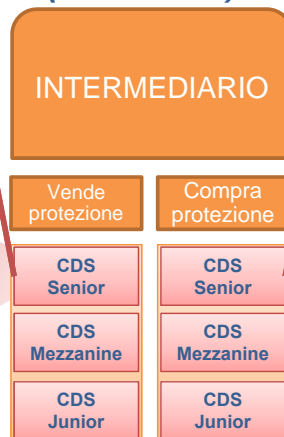 INTERMEDIARIO
Vende
protezione
Compra
protezione
CDS
Senior
CDS
Senior
CDS
Mezzanine
CDS
Mezzanine
CDS
Junior
CDS
Junior